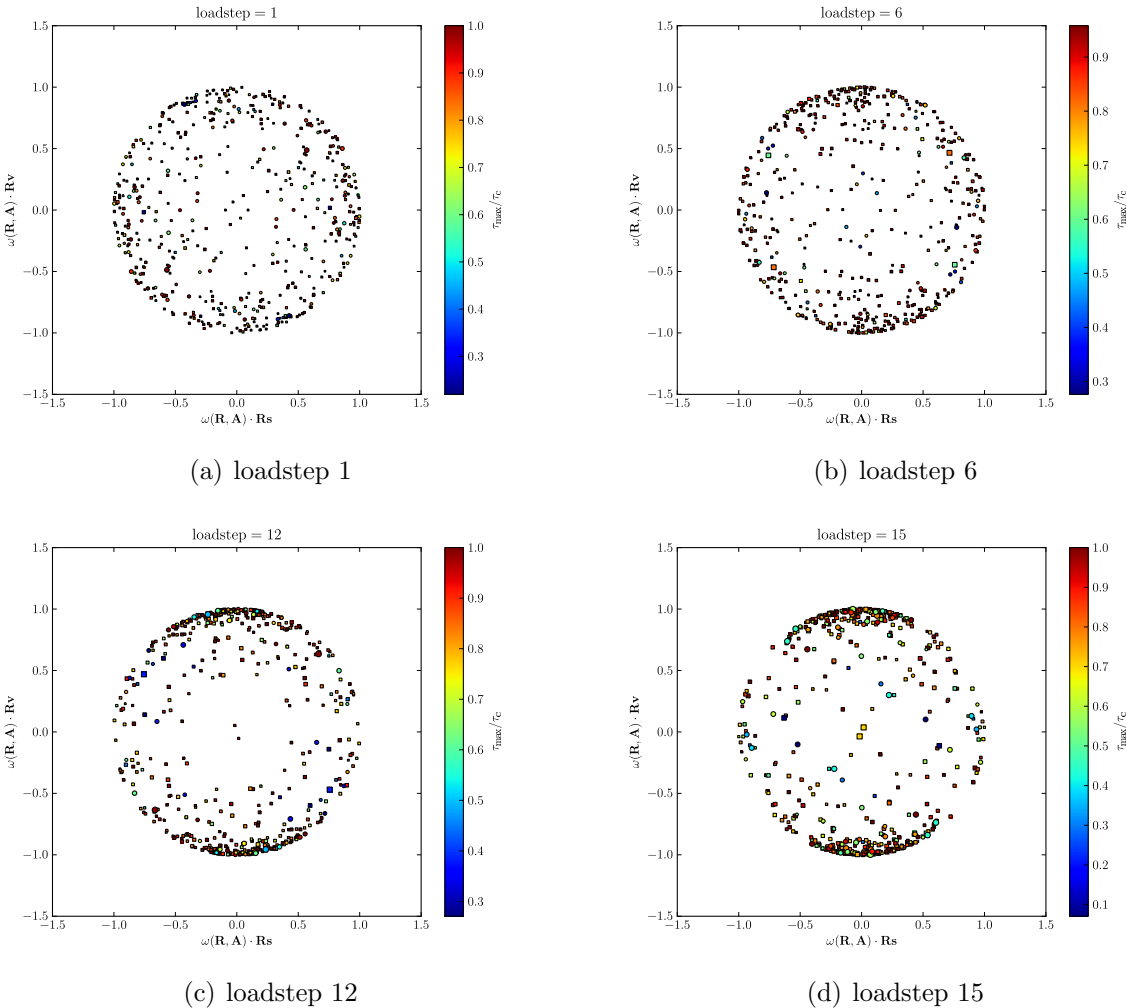 loadstep = 1
1.5
1.0
0.5
0.0
−0.5
−1.0
−1.5
ω(R, A) · Rv
−1.5 −1.0 −0.5 0.0 0.5 1.0 1.5
ω(R, A) · Rs
1.0
0.9
0.8
0.7
0.6
0.5
0.4
0.3
τmax/τc
(a) loadstep 1
loadstep = 6
1.5
1.0
0.5
0.0
−0.5
−1.0
−1.5
ω(R, A) · Rv
−1.5 −1.0 −0.5 0.0 0.5 1.0 1.5
ω(R, A) · Rs
0.9
0.8
0.7
0.6
0.5
0.4
0.3
τmax/τc
(b) loadstep 6
loadstep = 12
1.5
1.0
0.5
0.0
−0.5
−1.0
−1.5
ω(R, A) · Rv
−1.5 −1.0 −0.5 0.0 0.5 1.0 1.5
ω(R, A) · Rs
1.0
0.9
0.8
0.7
0.6
0.5
0.4
0.3
τmax/τc
(c) loadstep 12
loadstep = 15
1.5
1.0
0.5
0.0
−0.5
−1.0
−1.5
ω(R, A) · Rv
−1.5 −1.0 −0.5 0.0 0.5 1.0 1.5
ω(R, A) · Rs
1.0
0.9
0.8
0.7
0.6
0.5
0.4
0.3
0.2
0.1
τmax/τc
(d) loadstep 15